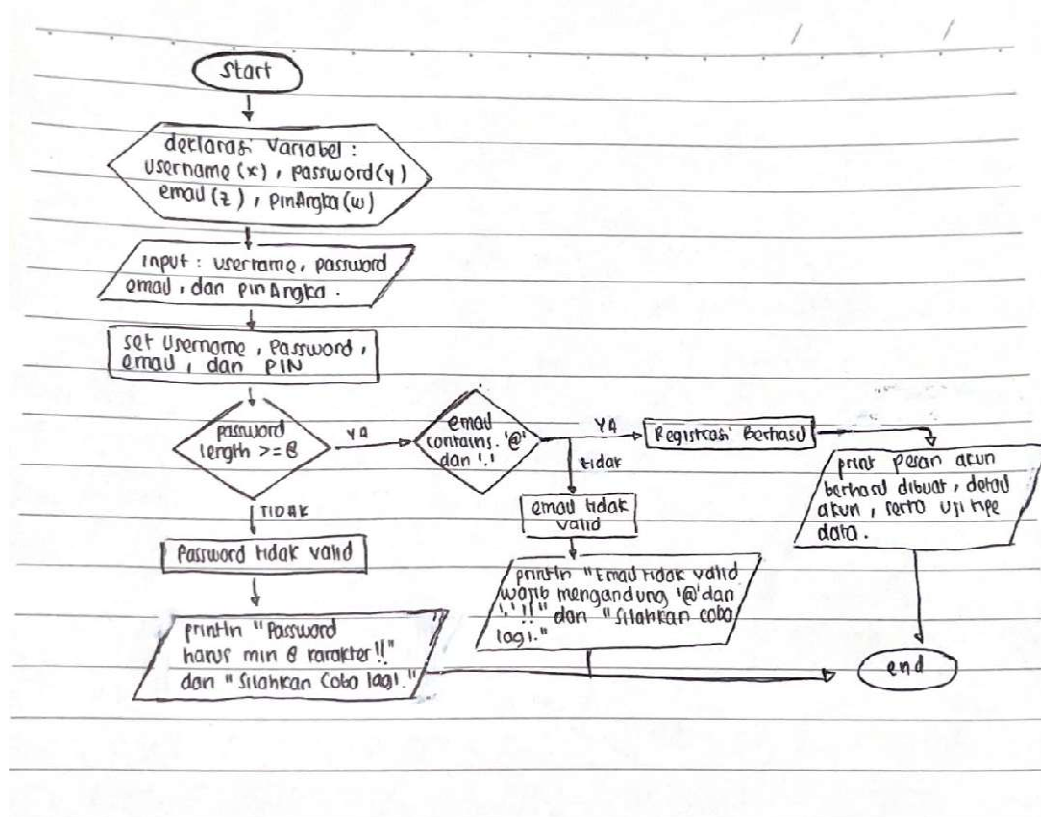 Start
deklarasi Variabel :
username (x) , password (y)
email (z) , pinAngka (w)
input : username, password
email , dan pinAngka .
set Username , Password ,
email , dan PIN
password
length >= 8
YA
email
contains. '@'
dan '.'
YA
Registrasi Berhasil
print pesan akun
berhasil dibuat , detail
akun , serta uji tipe
data .
tidak
email tidak
valid
println "Email tidak valid
wajib mengandung '@' dan
'.' !!" dan "Silahkan coba
lagi."
TIDAK
Password tidak valid
println "Password
harus min 8 karakter !!"
dan "Silahkan Coba lagi."
end